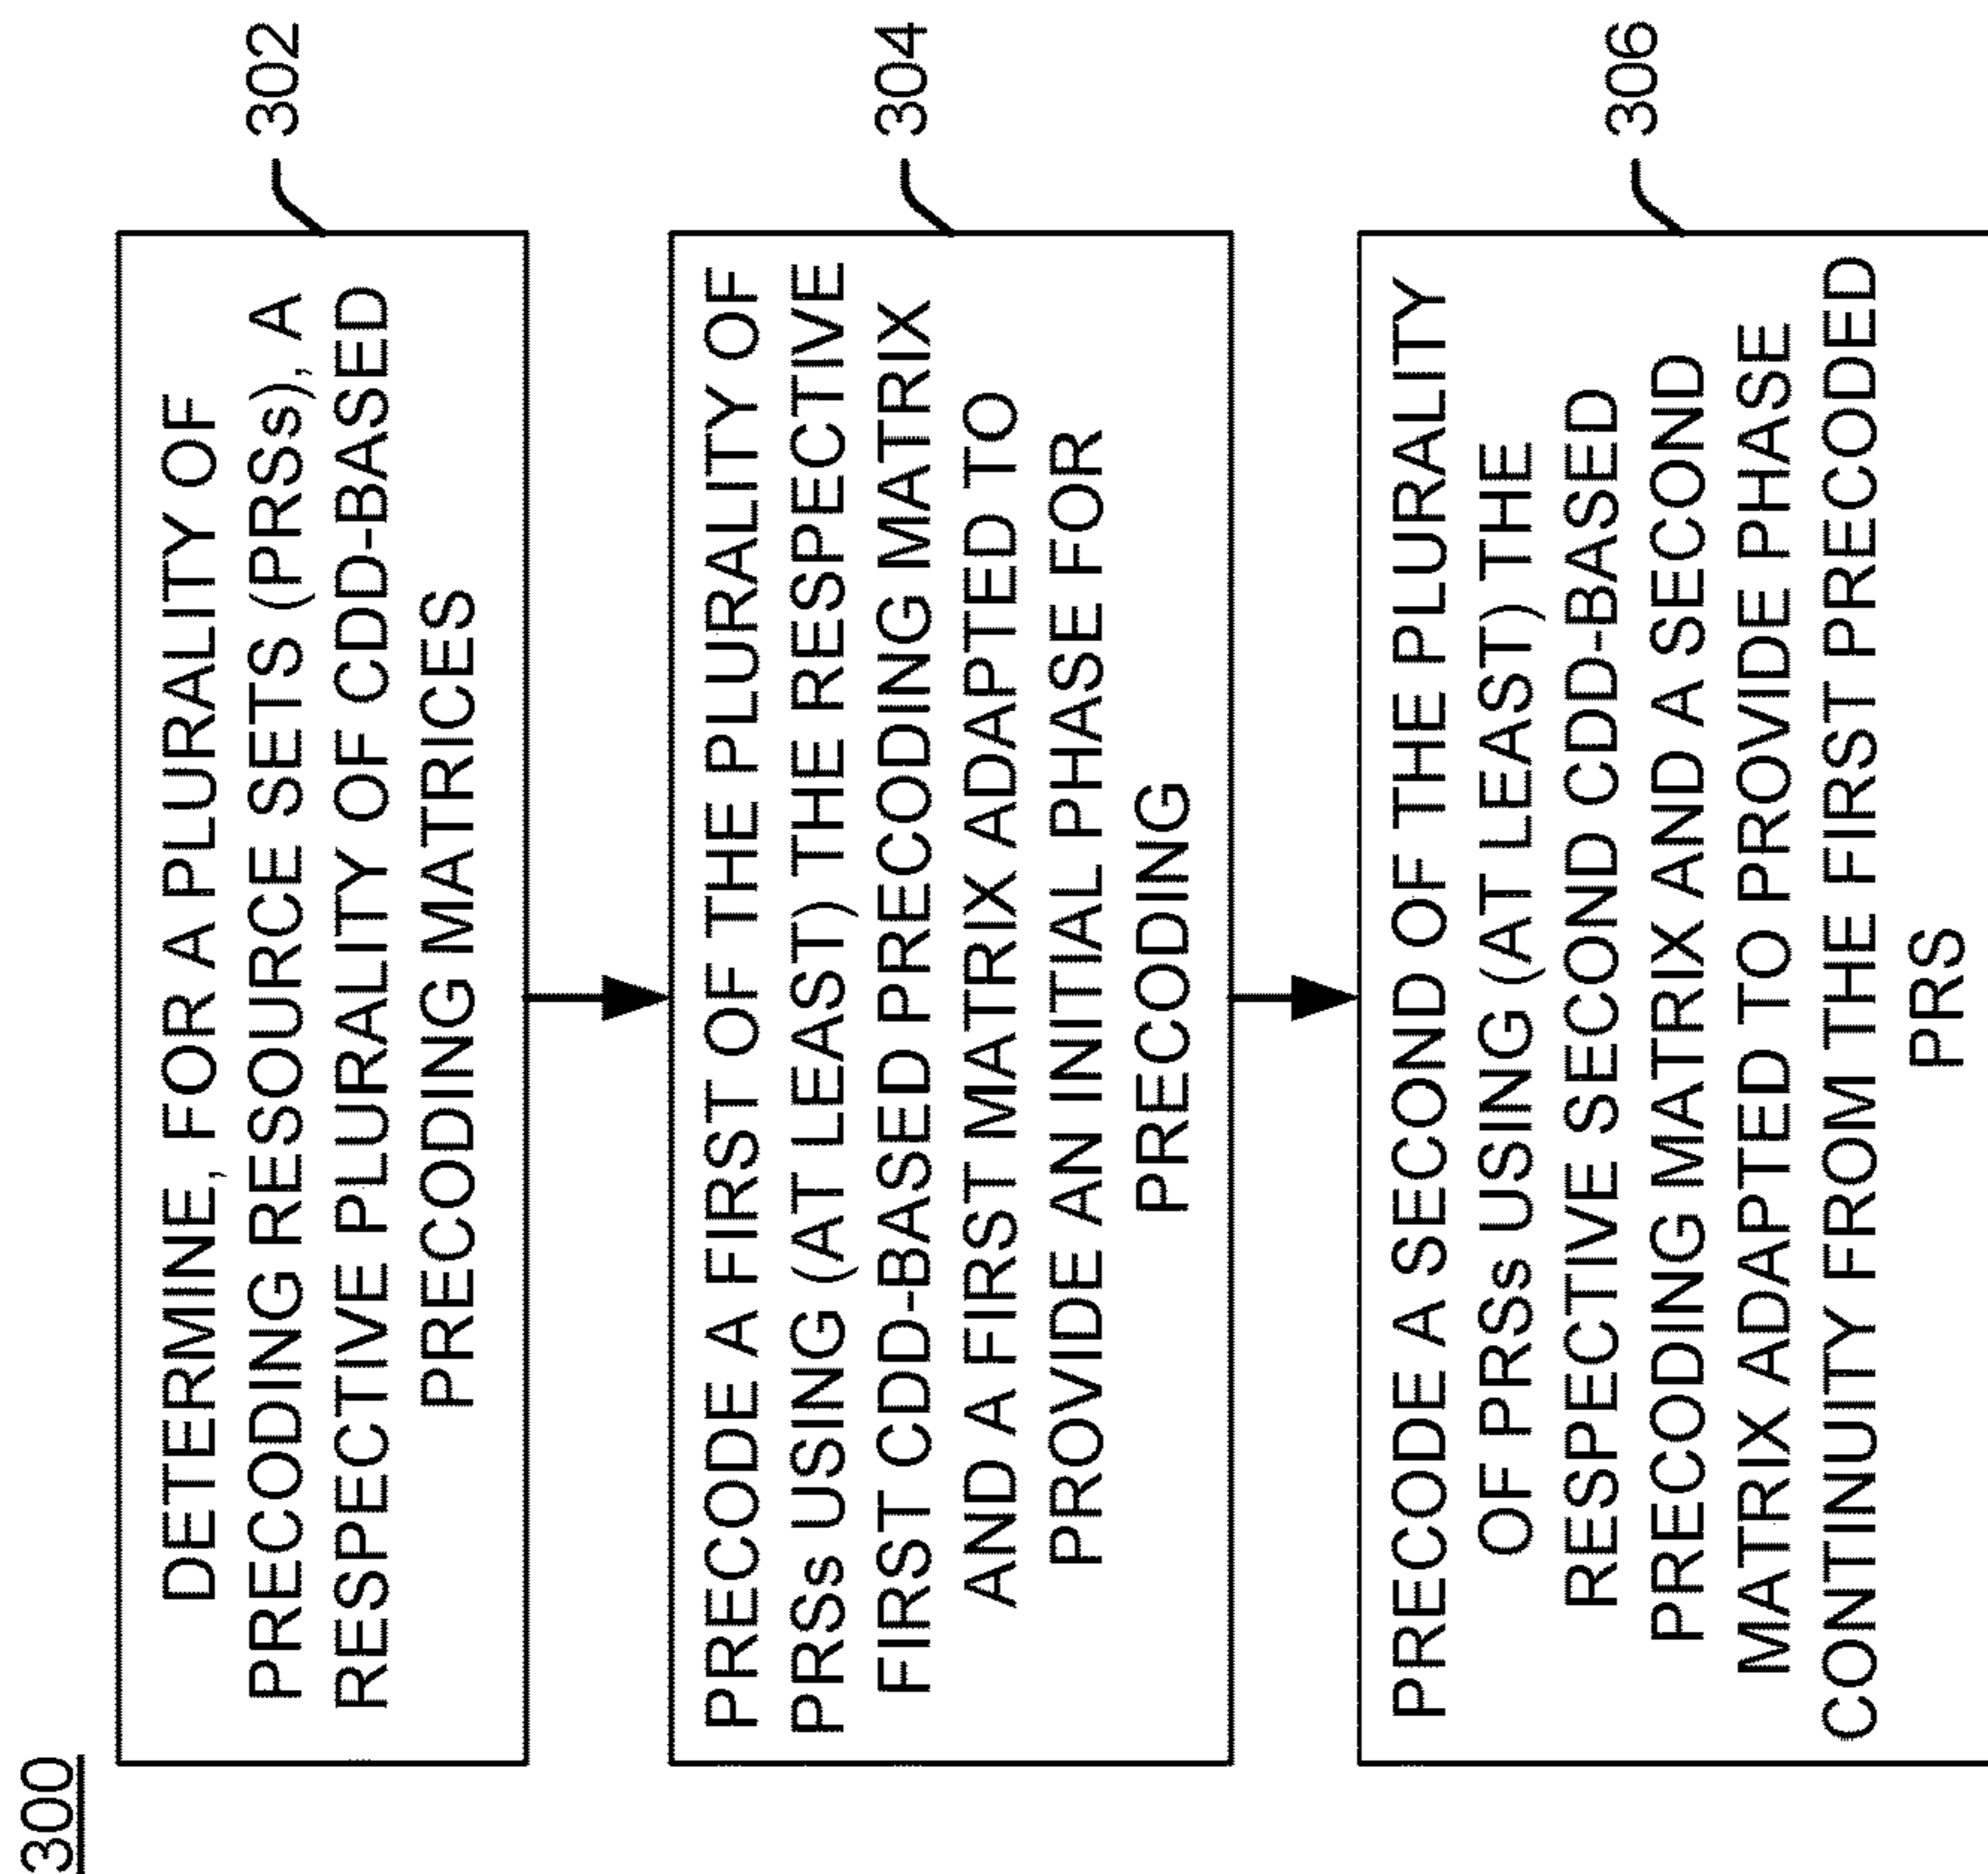 300
DETERMINE, FOR A PLURALITY OF
PRECODING RESOURCE SETS (PRSs), A
RESPECTIVE PLURALITY OF CDD-BASED
PRECODING MATRICES
302
PRECODE A FIRST OF THE PLURALITY OF
PRSs USING (AT LEAST) THE RESPECTIVE
FIRST CDD-BASED PRECODING MATRIX
AND A FIRST MATRIX ADAPTED TO
PROVIDE AN INITIAL PHASE FOR
PRECODING
304
PRECODE A SECOND OF THE PLURALITY
OF PRSs USING (AT LEAST) THE
RESPECTIVE SECOND CDD-BASED
PRECODING MATRIX AND A SECOND
MATRIX ADAPTED TO PROVIDE PHASE
CONTINUITY FROM THE FIRST PRECODED
PRS
306